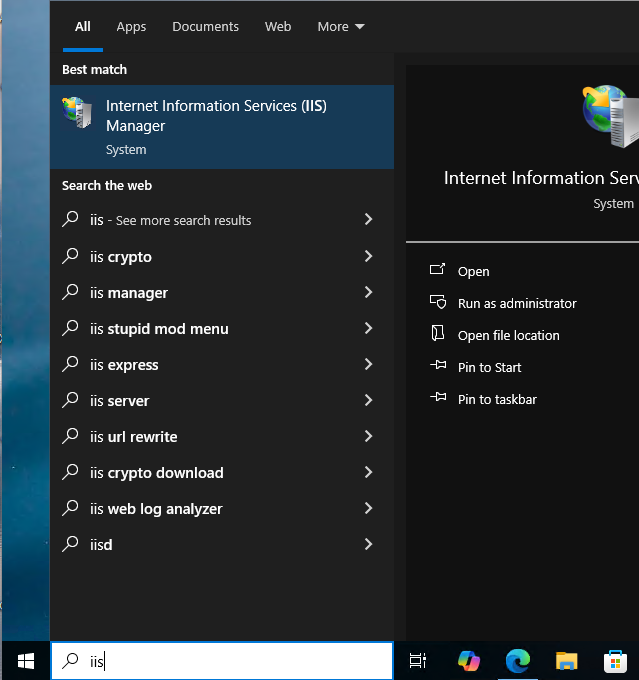 All Apps Documents Web More
Best match
Internet Information Services (IIS)
Manager
System
Search the web
iis - See more search results
iis crypto
iis manager
iis stupid mod menu
iis express
iis server
iis url rewrite
iis crypto download
iis web log analyzer
iisd
Internet Information Ser
System
Open
Run as administrator
Open file location
Pin to Start
Pin to taskbar
iis